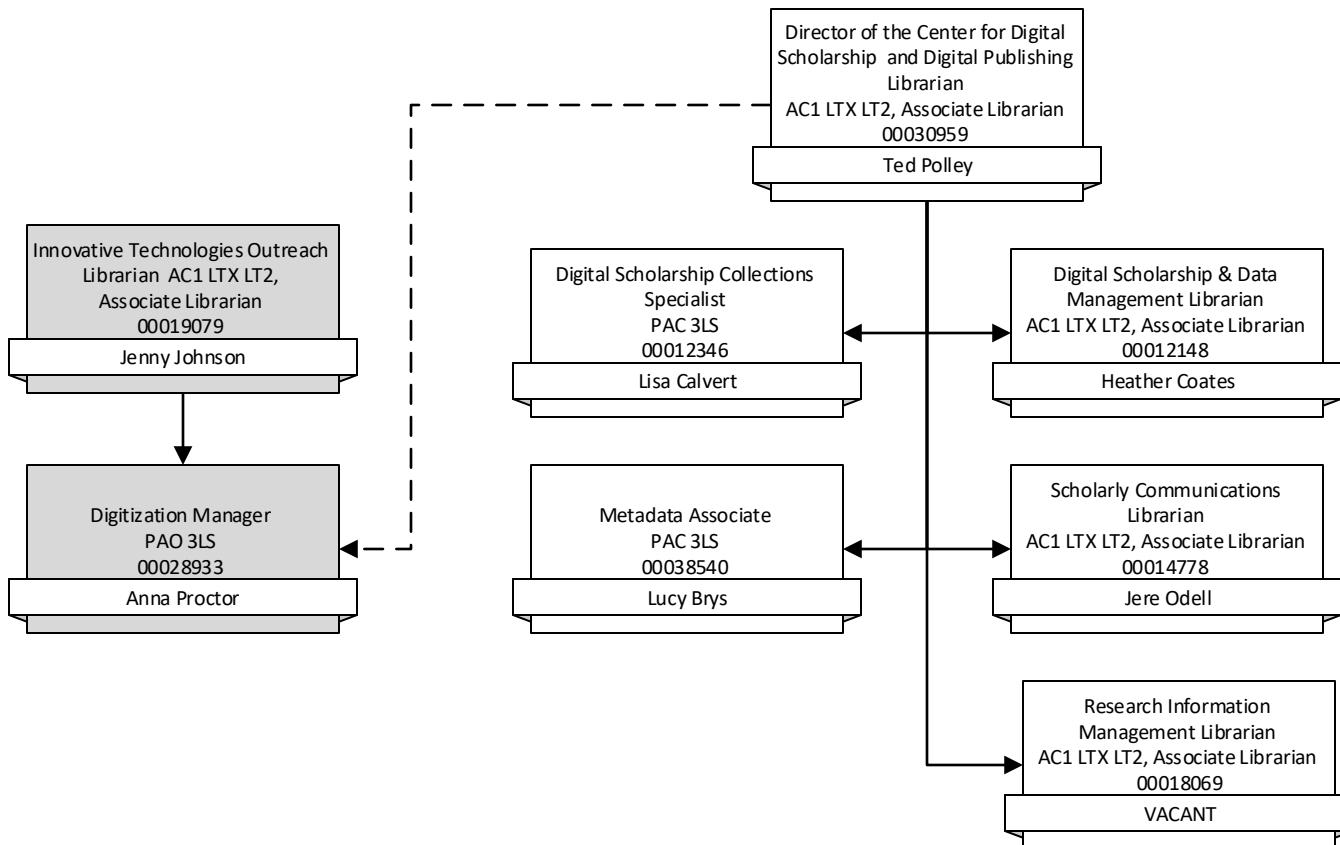 Director of the Center for Digital
Scholarship and Digital Publishing
Librarian
AC1 LTX LT2, Associate Librarian
00030959
Ted Polley
Innovative Technologies Outreach
Librarian AC1 LTX LT2,
Associate Librarian
00019079
Jenny Johnson
Digital Scholarship Collections
Specialist
PAC 3LS
00012346
Lisa Calvert
Digital Scholarship & Data
Management Librarian
AC1 LTX LT2, Associate Librarian
00012148
Heather Coates
Digitization Manager
PAO 3LS
00028933
Anna Proctor
Metadata Associate
PAC 3LS
00038540
Lucy Brys
Scholarly Communications
Librarian
AC1 LTX LT2, Associate Librarian
00014778
Jere Odell
Research Information
Management Librarian
AC1 LTX LT2, Associate Librarian
00018069
VACANT